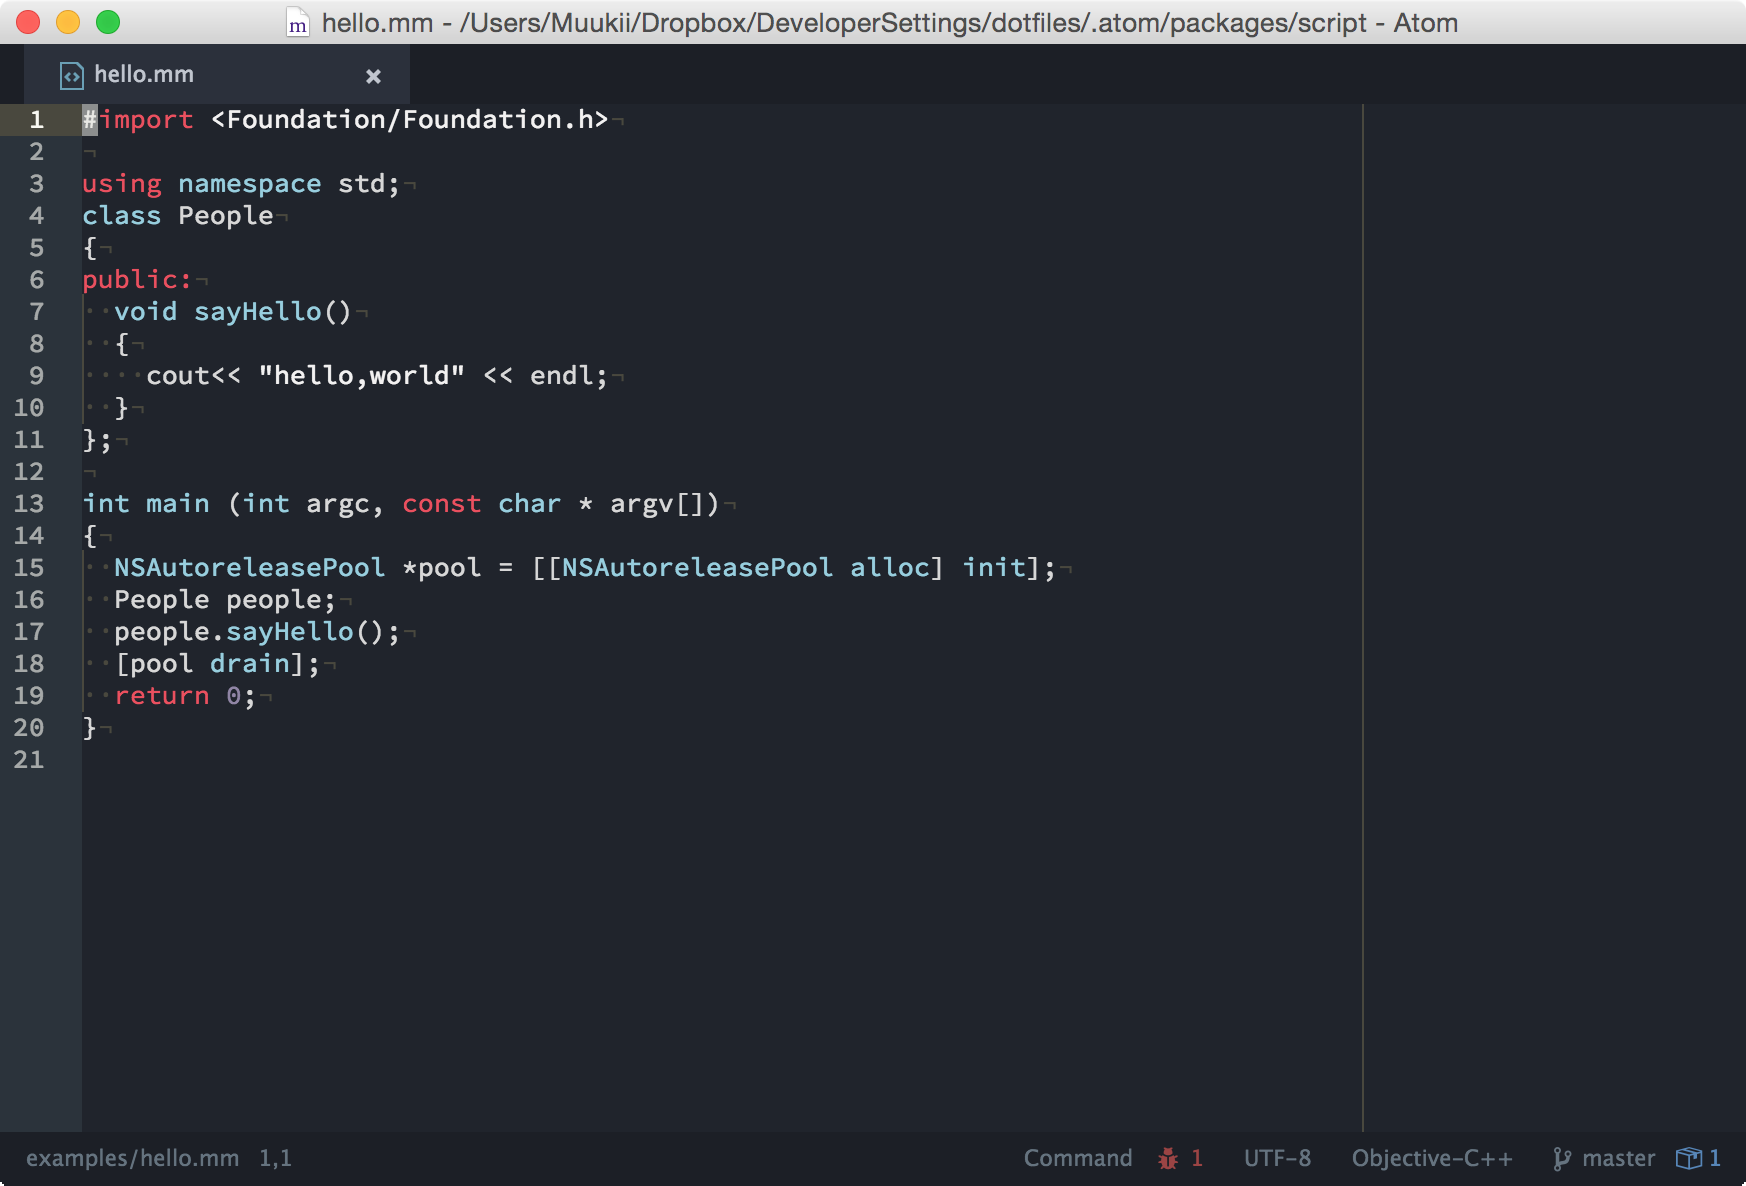 m hello.mm - /Users/Muukii/Dropbox/DeveloperSettings/dotfiles/.atom/packages/script - Atom
hello.mm ×
1 #import <Foundation/Foundation.h>¬
2 ¬
3 using namespace std;¬
4 class People¬
5 {¬
6 public:¬
7 ··void sayHello()¬
8 ··{¬
9 ····cout<< "hello,world" << endl;¬
10 ··}¬
11 };¬
12 ¬
13 int main (int argc, const char * argv[])¬
14 {¬
15 ··NSAutoreleasePool *pool = [[NSAutoreleasePool alloc] init];¬
16 ··People people;¬
17 ··people.sayHello();¬
18 ··[pool drain];¬
19 ··return 0;¬
20 }¬
21
examples/hello.mm 1,1 Command 1 UTF-8 Objective-C++ master 1